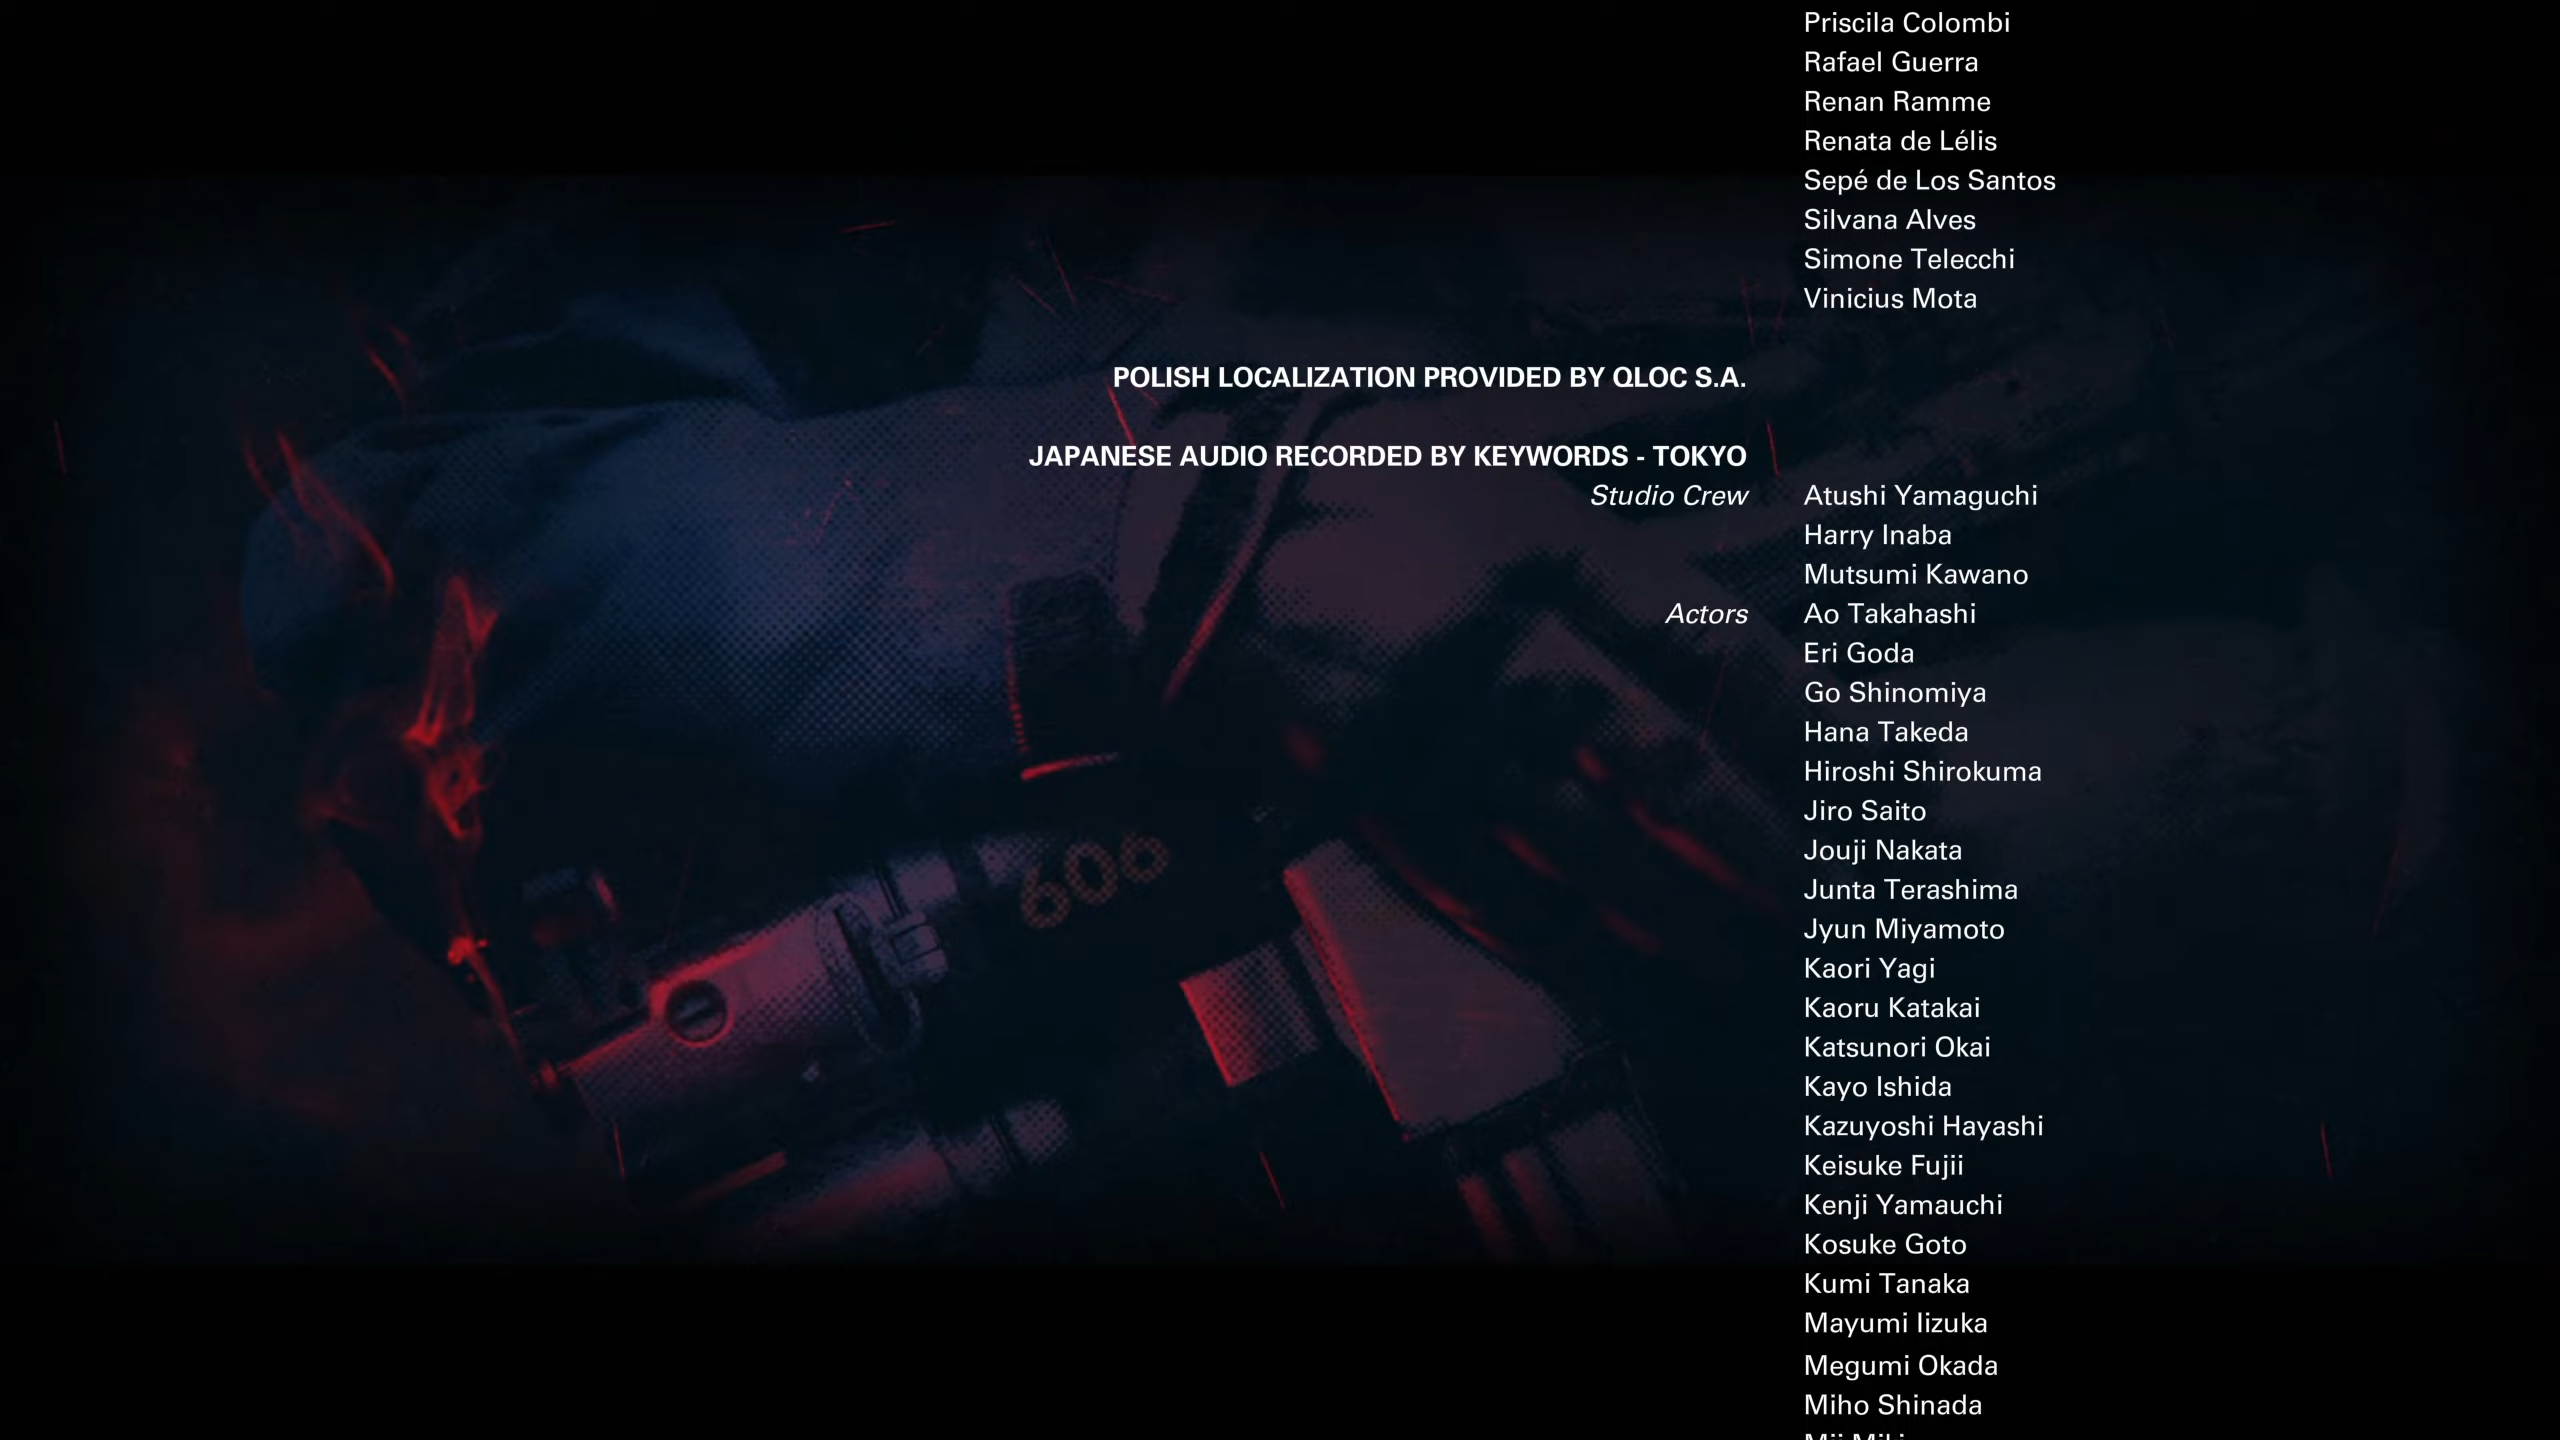 Priscila Colombi
Rafael Guerra
Renan Ramme
Renata de Lélis
Sepé de Los Santos
Silvana Alves
Simone Telecchi
Vinicius Mota
POLISH LOCALIZATION PROVIDED BY QLOC S.A.
JAPANESE AUDIO RECORDED BY KEYWORDS - TOKYO
Studio Crew Atushi Yamaguchi
Harry Inaba
Mutsumi Kawano
Actors Ao Takahashi
Eri Goda
Go Shinomiya
Hana Takeda
Hiroshi Shirokuma
Jiro Saito
Jouji Nakata
Junta Terashima
Jyun Miyamoto
Kaori Yagi
Kaoru Katakai
Katsunori Okai
Kayo Ishida
Kazuyoshi Hayashi
Keisuke Fujii
Kenji Yamauchi
Kosuke Goto
Kumi Tanaka
Mayumi Iizuka
Megumi Okada
Miho Shinada
600